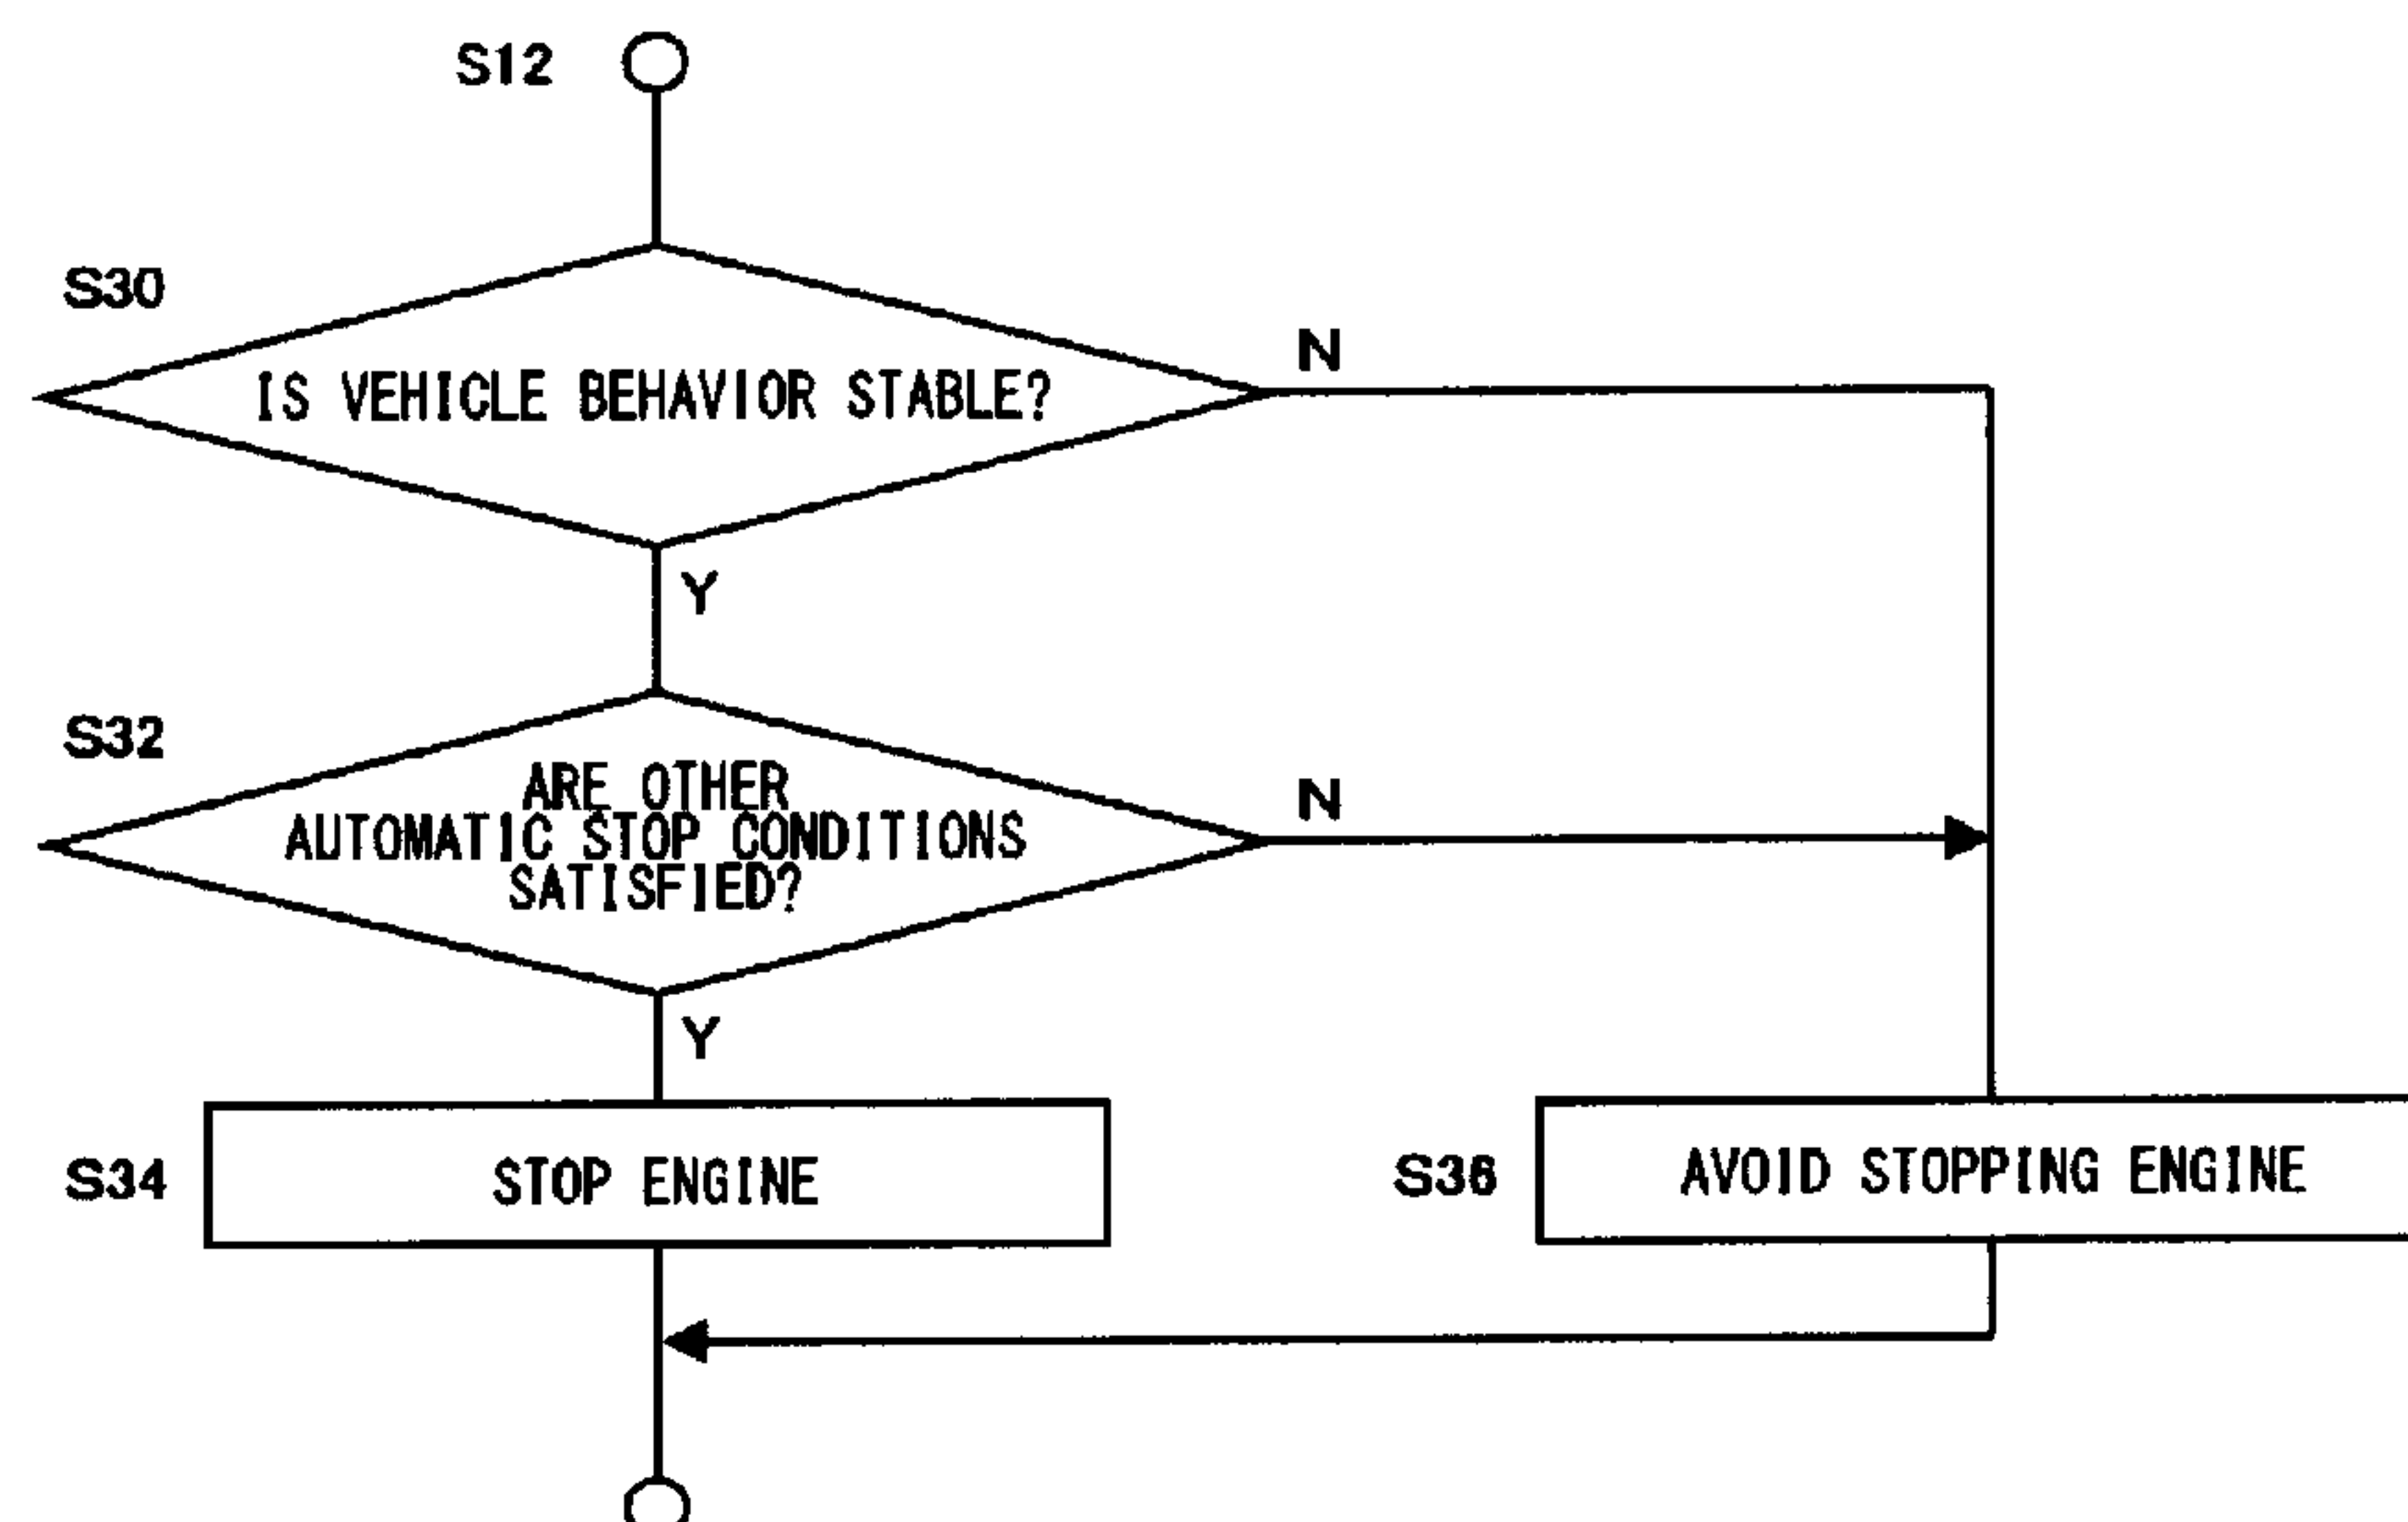 S12
S30
IS VEHICLE BEHAVIOR STABLE?
N
Y
S32
ARE OTHER
AUTOMATIC STOP CONDITIONS
SATISFIED?
N
Y
S34
STOP ENGINE
S36
AVOID STOPPING ENGINE